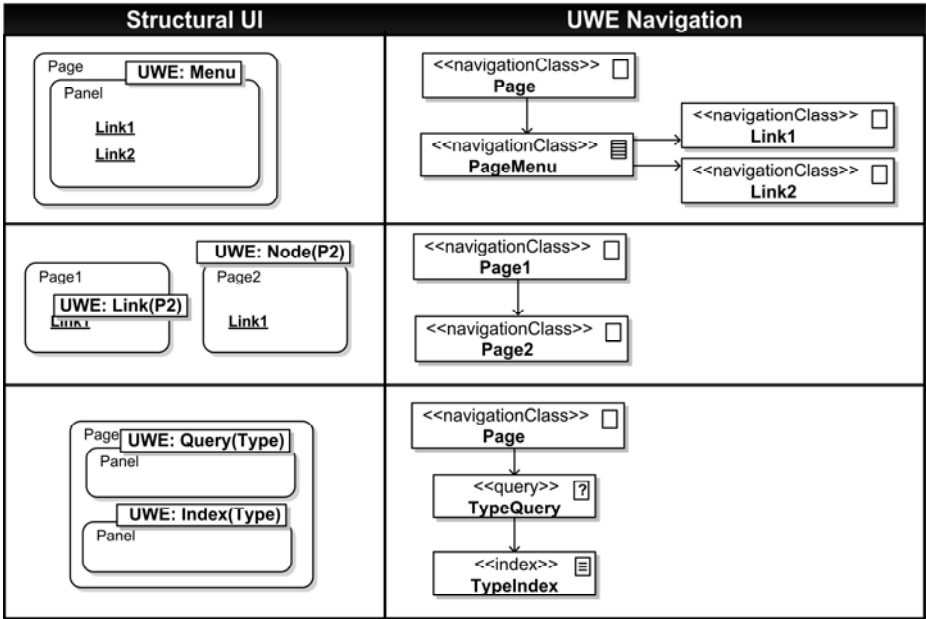 Structural UI
UWE Navigation
Page
UWE: Menu
Panel
Link1
Link2
<<navigationClass>>
Page
<<navigationClass>>
PageMenu
<<navigationClass>>
Link1
<<navigationClass>>
Link2
Page1
UWE: Link(P2)
Link1
UWE: Node(P2)
Page2
Link1
<<navigationClass>>
Page1
<<navigationClass>>
Page2
Page
UWE: Query(Type)
Panel
UWE: Index(Type)
Panel
<<navigationClass>>
Page
<<query>>
?
TypeQuery
<<index>>
TypeIndex